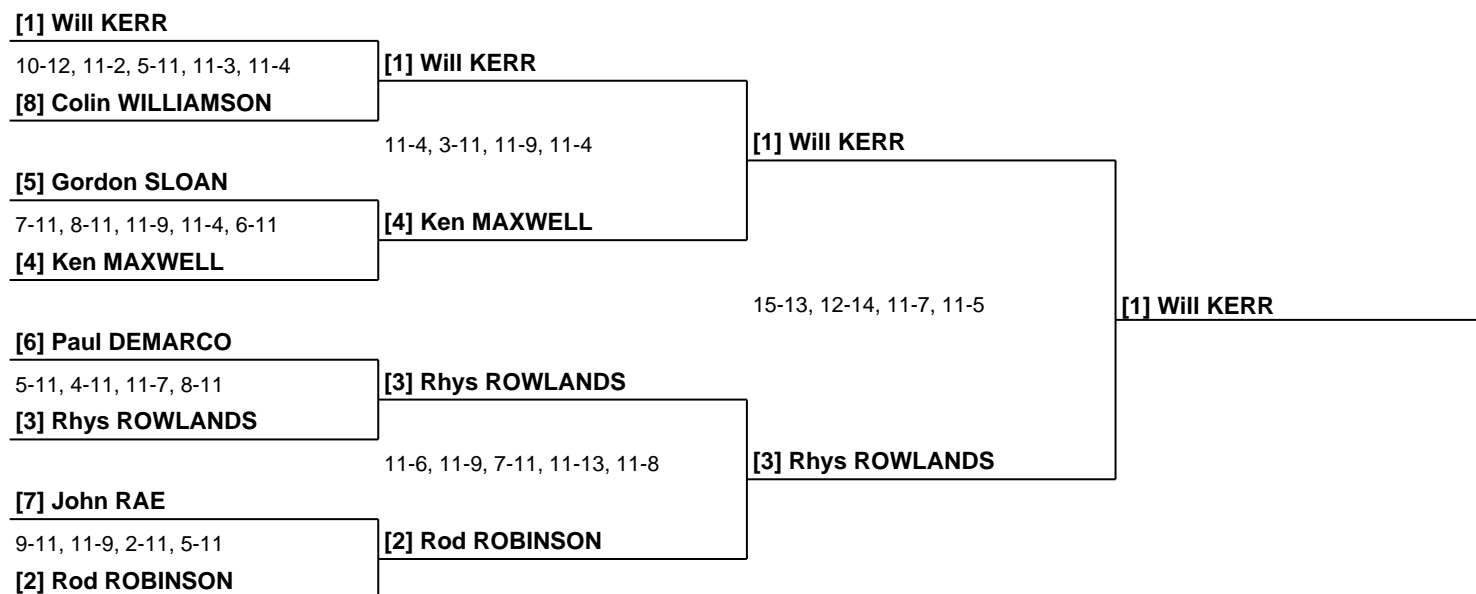 [1] Will KERR
10-12, 11-2, 5-11, 11-3, 11-4
[8] Colin WILLIAMSON
[1] Will KERR
11-4, 3-11, 11-9, 11-4
[5] Gordon SLOAN
7-11, 8-11, 11-9, 11-4, 6-11
[4] Ken MAXWELL
[4] Ken MAXWELL
[1] Will KERR
15-13, 12-14, 11-7, 11-5
[1] Will KERR
[6] Paul DEMARCO
5-11, 4-11, 11-7, 8-11
[3] Rhys ROWLANDS
[3] Rhys ROWLANDS
11-6, 11-9, 7-11, 11-13, 11-8
[3] Rhys ROWLANDS
[7] John RAE
9-11, 11-9, 2-11, 5-11
[2] Rod ROBINSON
[2] Rod ROBINSON